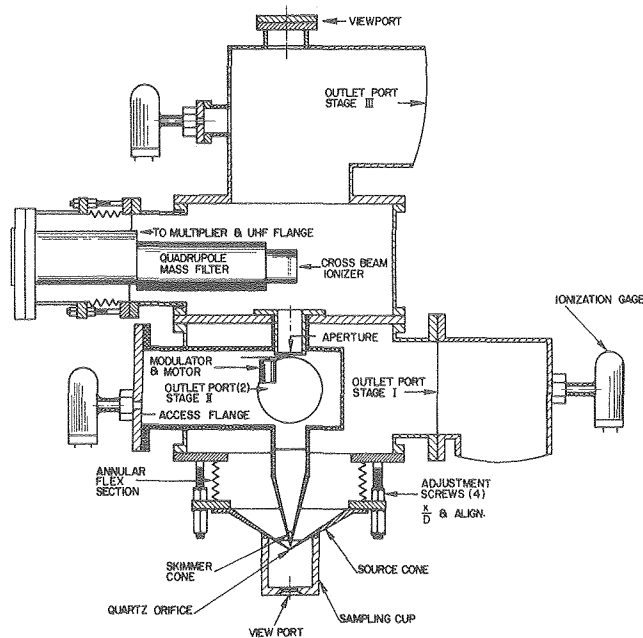 VIEWPORT
OUTLET PORT
STAGE III
TO MULTIPLIER & UHF FLANGE
QUADRUPOLE
MASS FILTER
CROSS BEAM
IONIZER
IONIZATION GAGE
APERTURE
MODULATOR
& MOTOR
OUTLET PORT(2)
STAGE II
OUTLET PORT
STAGE I
ACCESS FLANGE
ANNULAR
FLEX
SECTION
ADJUSTMENT
SCREWS (4)
X/D & ALIGN.
SKIMMER
CONE
SOURCE CONE
QUARTZ ORIFICE
SAMPLING CUP
VIEW PORT